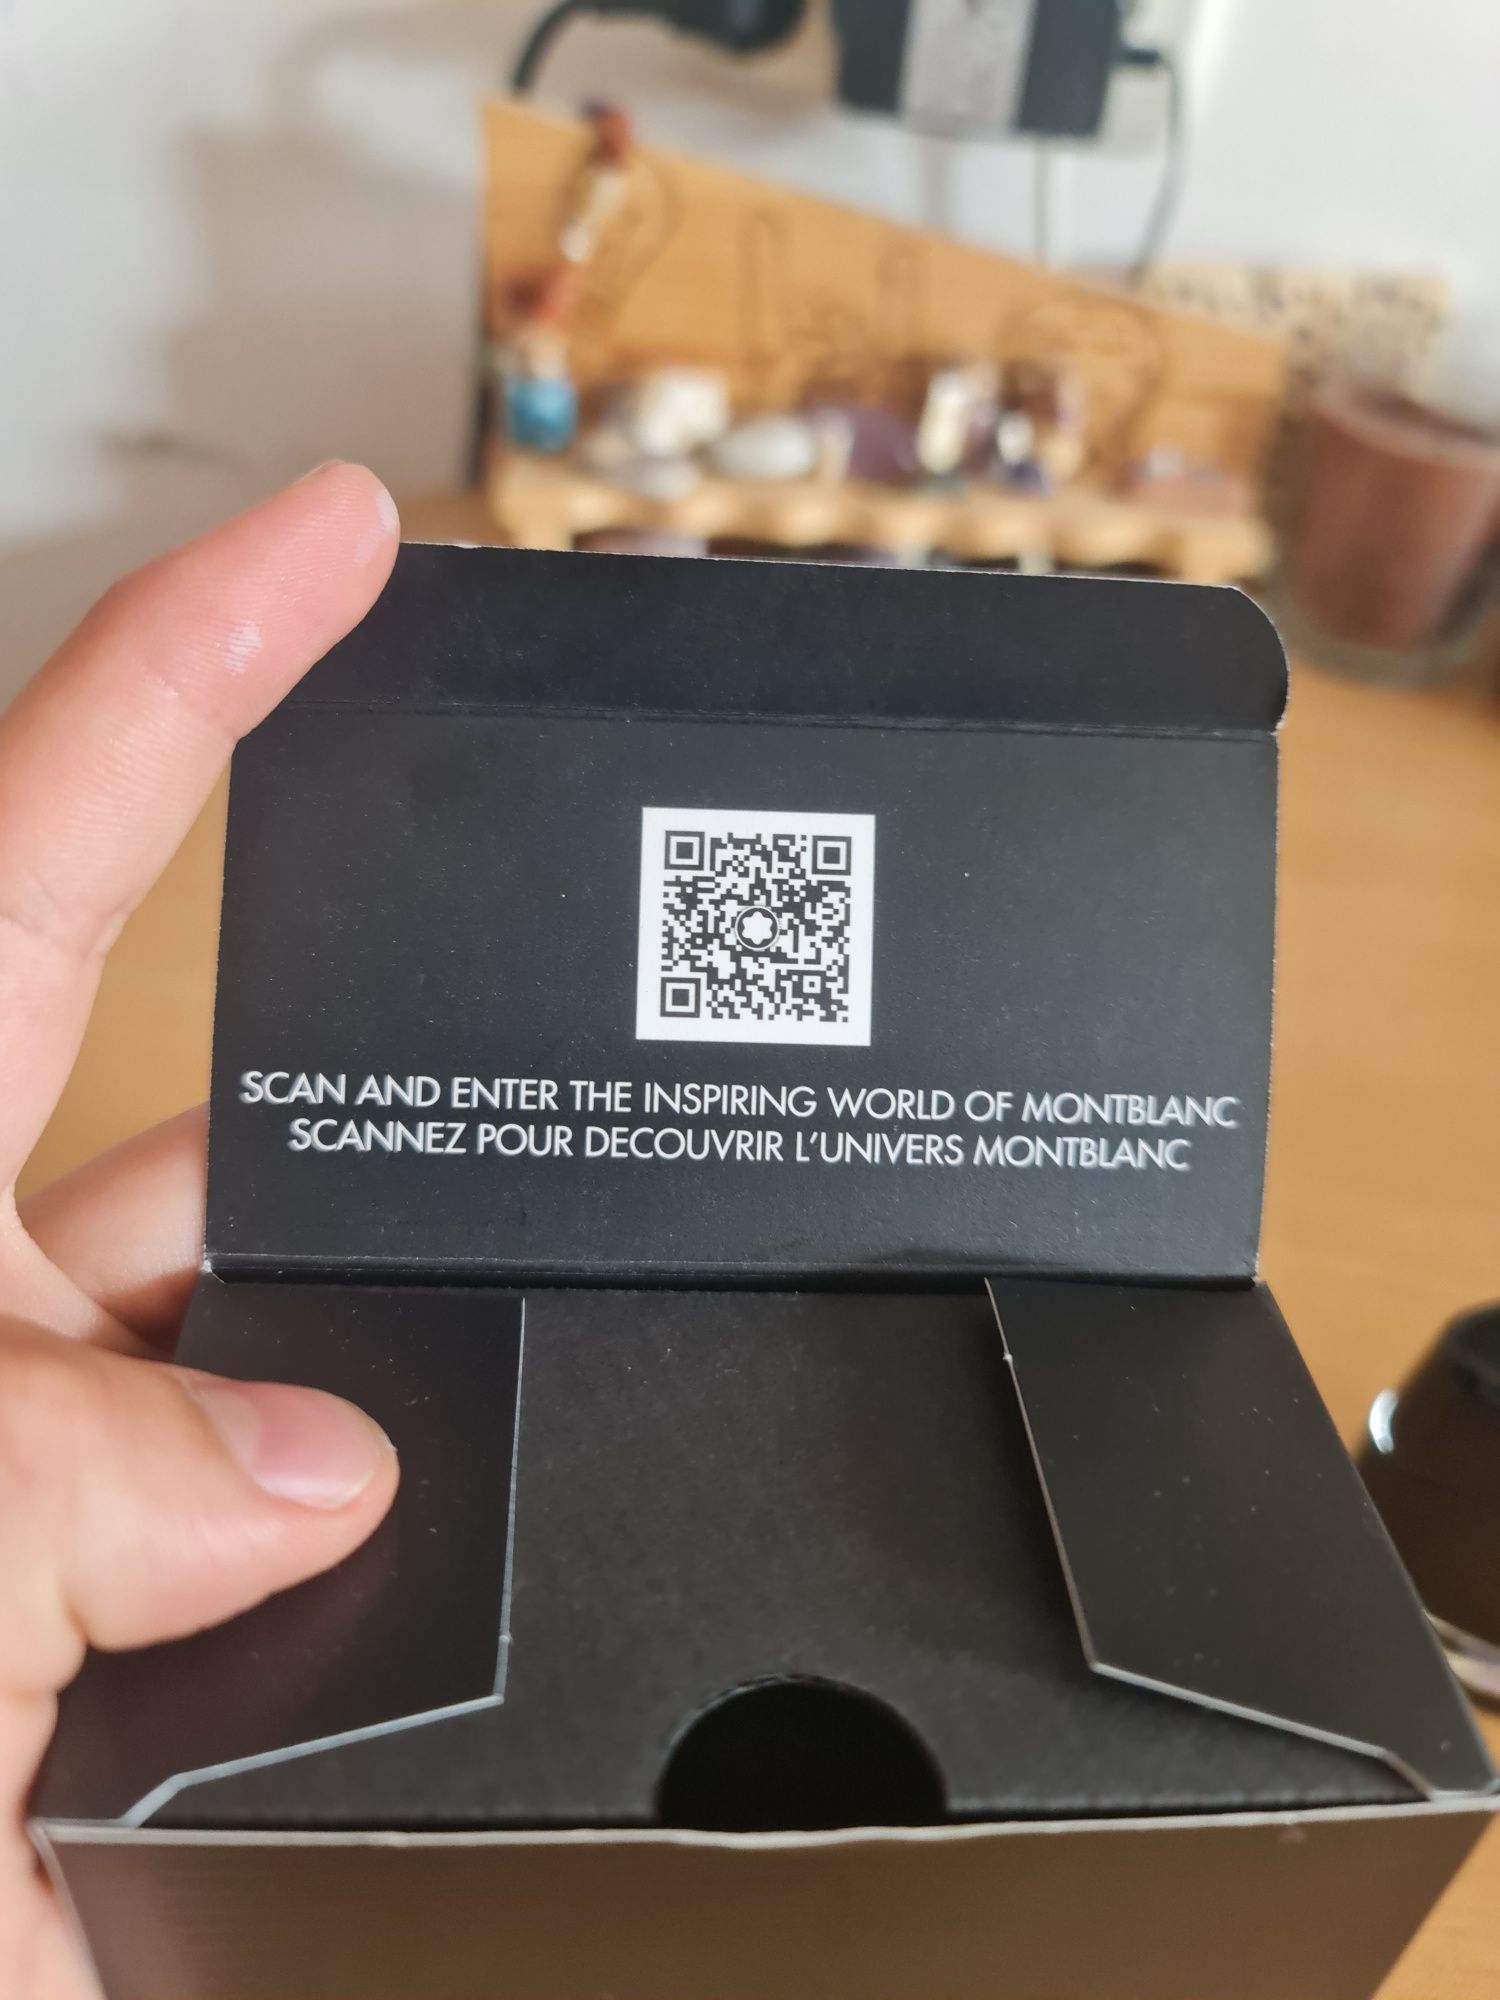 SCAN AND ENTER THE INSPIRING WORLD OF MONTBLANC
SCANNEZ POUR DECOUVRIR L'UNIVERS MONTBLANC